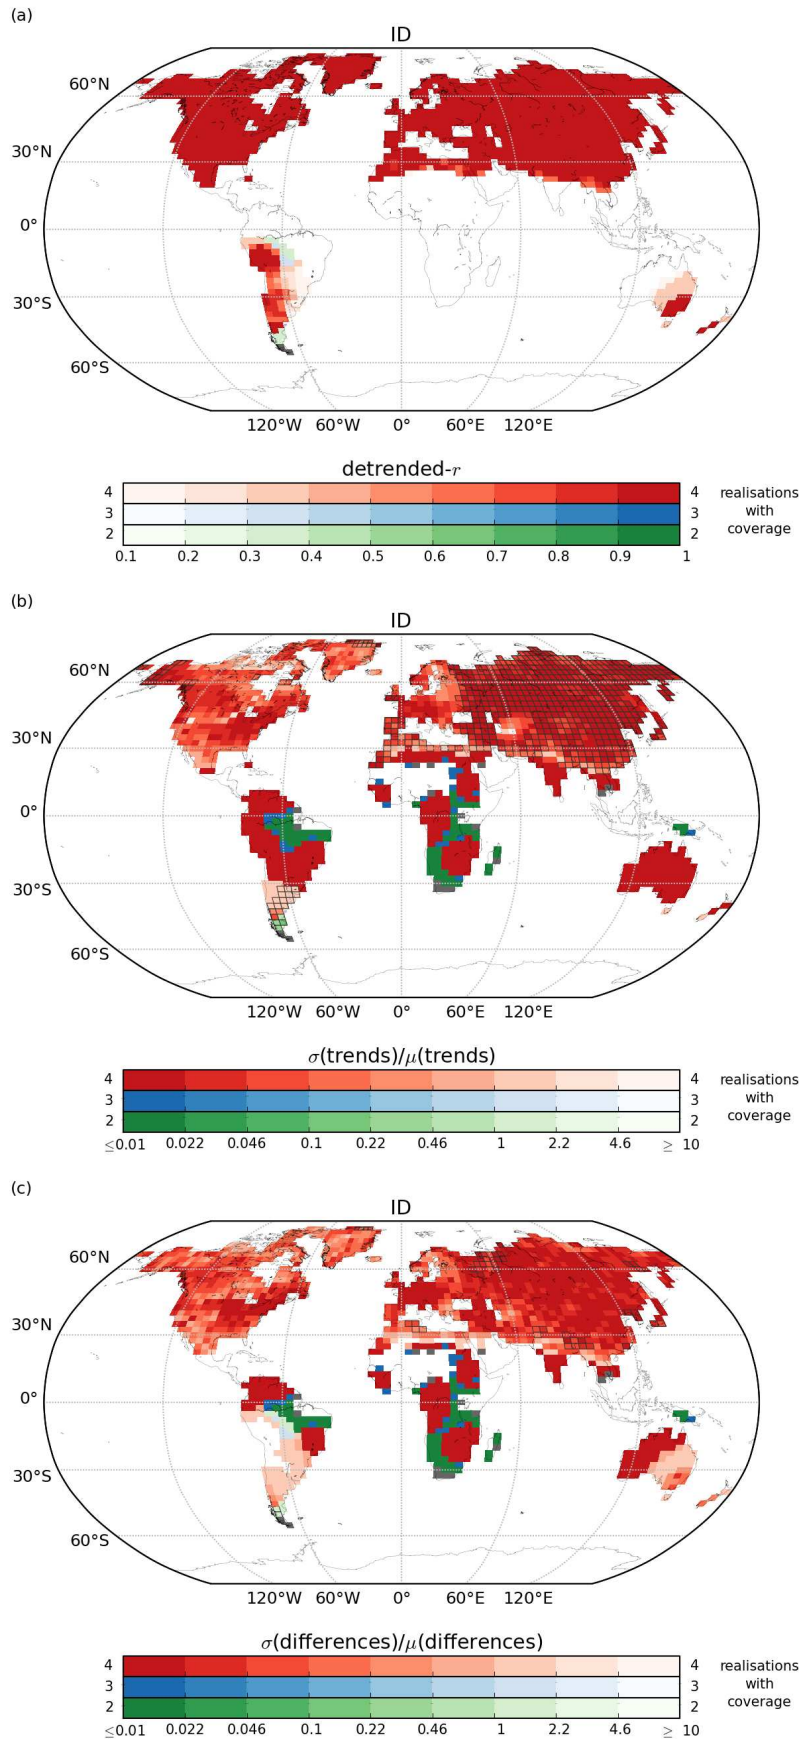 (a)
ID
60°N
30°N
0°
30°S
60°S
120°W 60°W 0° 60°E 120°E
detrended-r
4 4 realisations
3 3 with
2 2 coverage
0.1 0.2 0.3 0.4 0.5 0.6 0.7 0.8 0.9 1
(b)
ID
60°N
30°N
0°
30°S
60°S
120°W 60°W 0° 60°E 120°E
σ(trends)/μ(trends)
4 4 realisations
3 3 with
2 2 coverage
≤0.01 0.022 0.046 0.1 0.22 0.46 1 2.2 4.6 ≥ 10
(c)
ID
60°N
30°N
0°
30°S
60°S
120°W 60°W 0° 60°E 120°E
σ(differences)/μ(differences)
4 4 realisations
3 3 with
2 2 coverage
≤0.01 0.022 0.046 0.1 0.22 0.46 1 2.2 4.6 ≥ 10